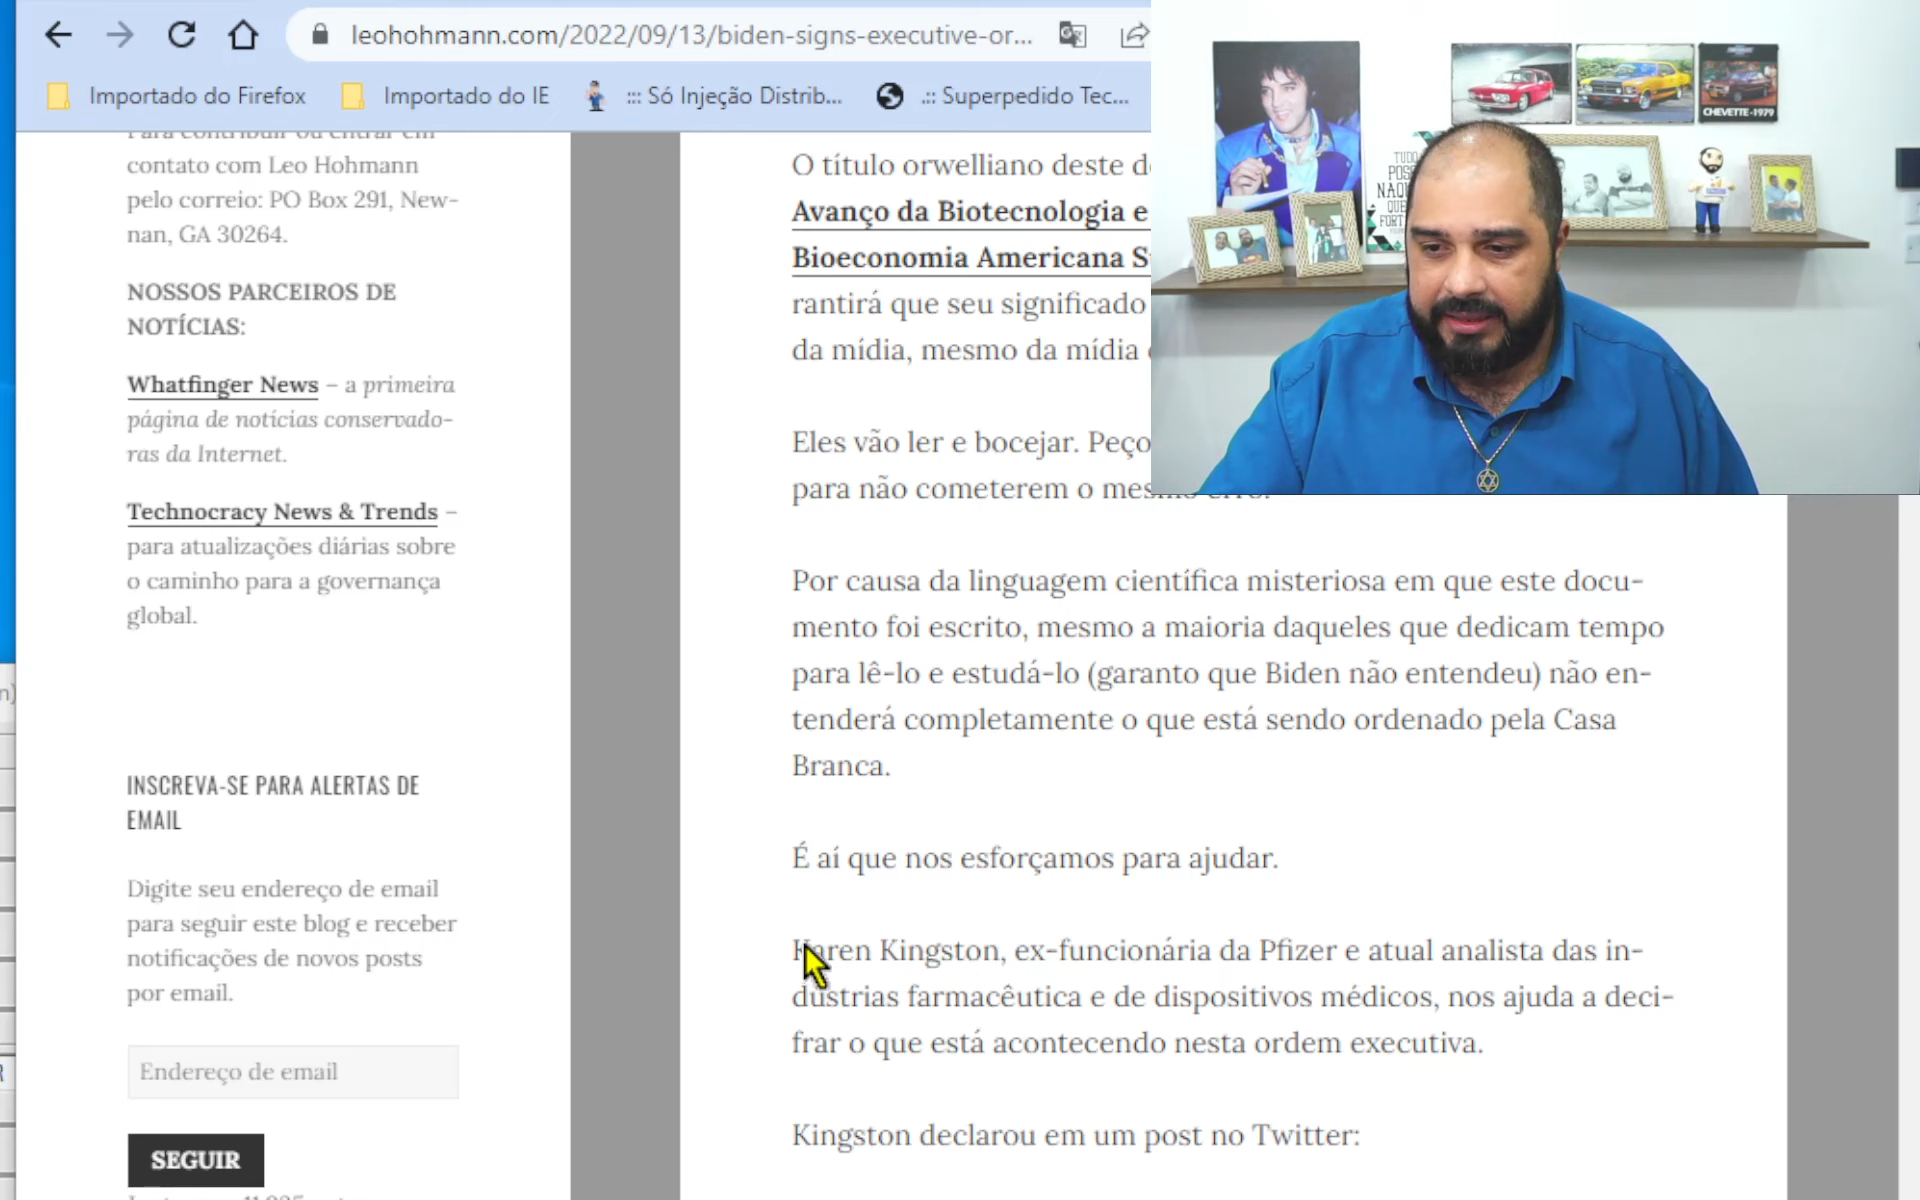 leohohmann.com/2022/09/13/biden-signs-executive-or...
Importado do Firefox
Importado do IE
::: Só Injeção Distrib...
.:: Superpedido Tec...
Para contribuir ou entrar em
contato com Leo Hohmann
pelo correio: PO Box 291, New-
nan, GA 30264.
NOSSOS PARCEIROS DE
NOTÍCIAS:
Whatfinger News – a primeira
página de notícias conservado-
ras da Internet.
Technocracy News & Trends –
para atualizações diárias sobre
o caminho para a governança
global.
INSCREVA-SE PARA ALERTAS DE
EMAIL
Digite seu endereço de email
para seguir este blog e receber
notificações de novos posts
por email.
Endereço de email
SEGUIR
O título orwelliano deste
Avanço da Biotecnologia e
Bioeconomia Americana
rantirá que seu significado
da mídia, mesmo da mídia
Eles vão ler e bocejar. Peço
para não cometerem o mesmo erro.
Por causa da linguagem científica misteriosa em que este docu-
mento foi escrito, mesmo a maioria daqueles que dedicam tempo
para lê-lo e estudá-lo (garanto que Biden não entendeu) não en-
tenderá completamente o que está sendo ordenado pela Casa
Branca.
É aí que nos esforçamos para ajudar.
Karen Kingston, ex-funcionária da Pfizer e atual analista das in-
dústrias farmacêutica e de dispositivos médicos, nos ajuda a deci-
frar o que está acontecendo nesta ordem executiva.
Kingston declarou em um post no Twitter:
CHEVETTE-1979
TUDO